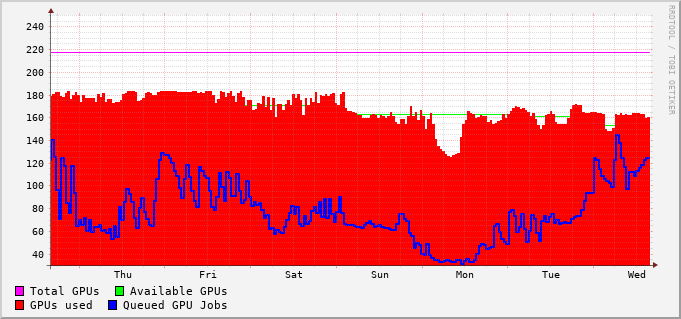 240
220
200
180
160
140
120
100
80
60
40
Thu Fri Sat Sun Mon Tue Wed
Total GPUs Available GPUs
GPUs used Queued GPU Jobs
RRDTOOL / TOBI OETIKER